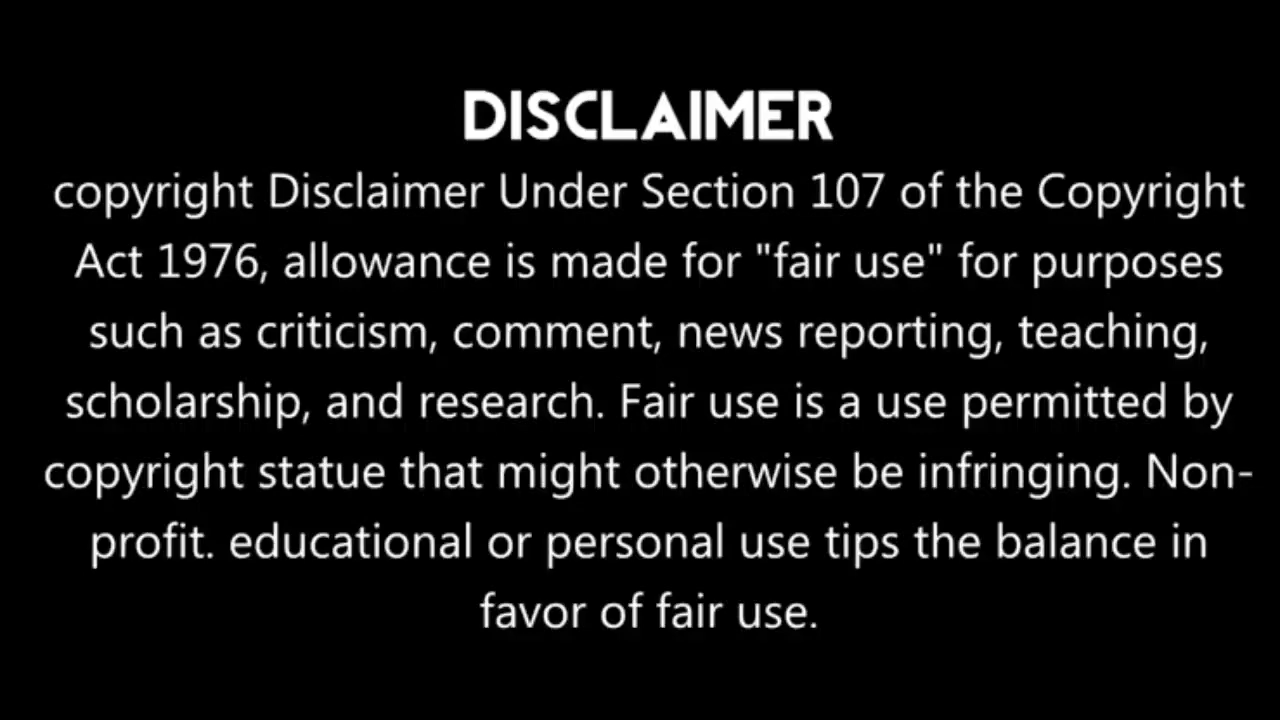 DISCLAIMER
copyright Disclaimer Under Section 107 of the Copyright
Act 1976, allowance is made for "fair use" for purposes
such as criticism, comment, news reporting, teaching,
scholarship, and research. Fair use is a use permitted by
copyright statue that might otherwise be infringing. Non-
profit. educational or personal use tips the balance in
favor of fair use.